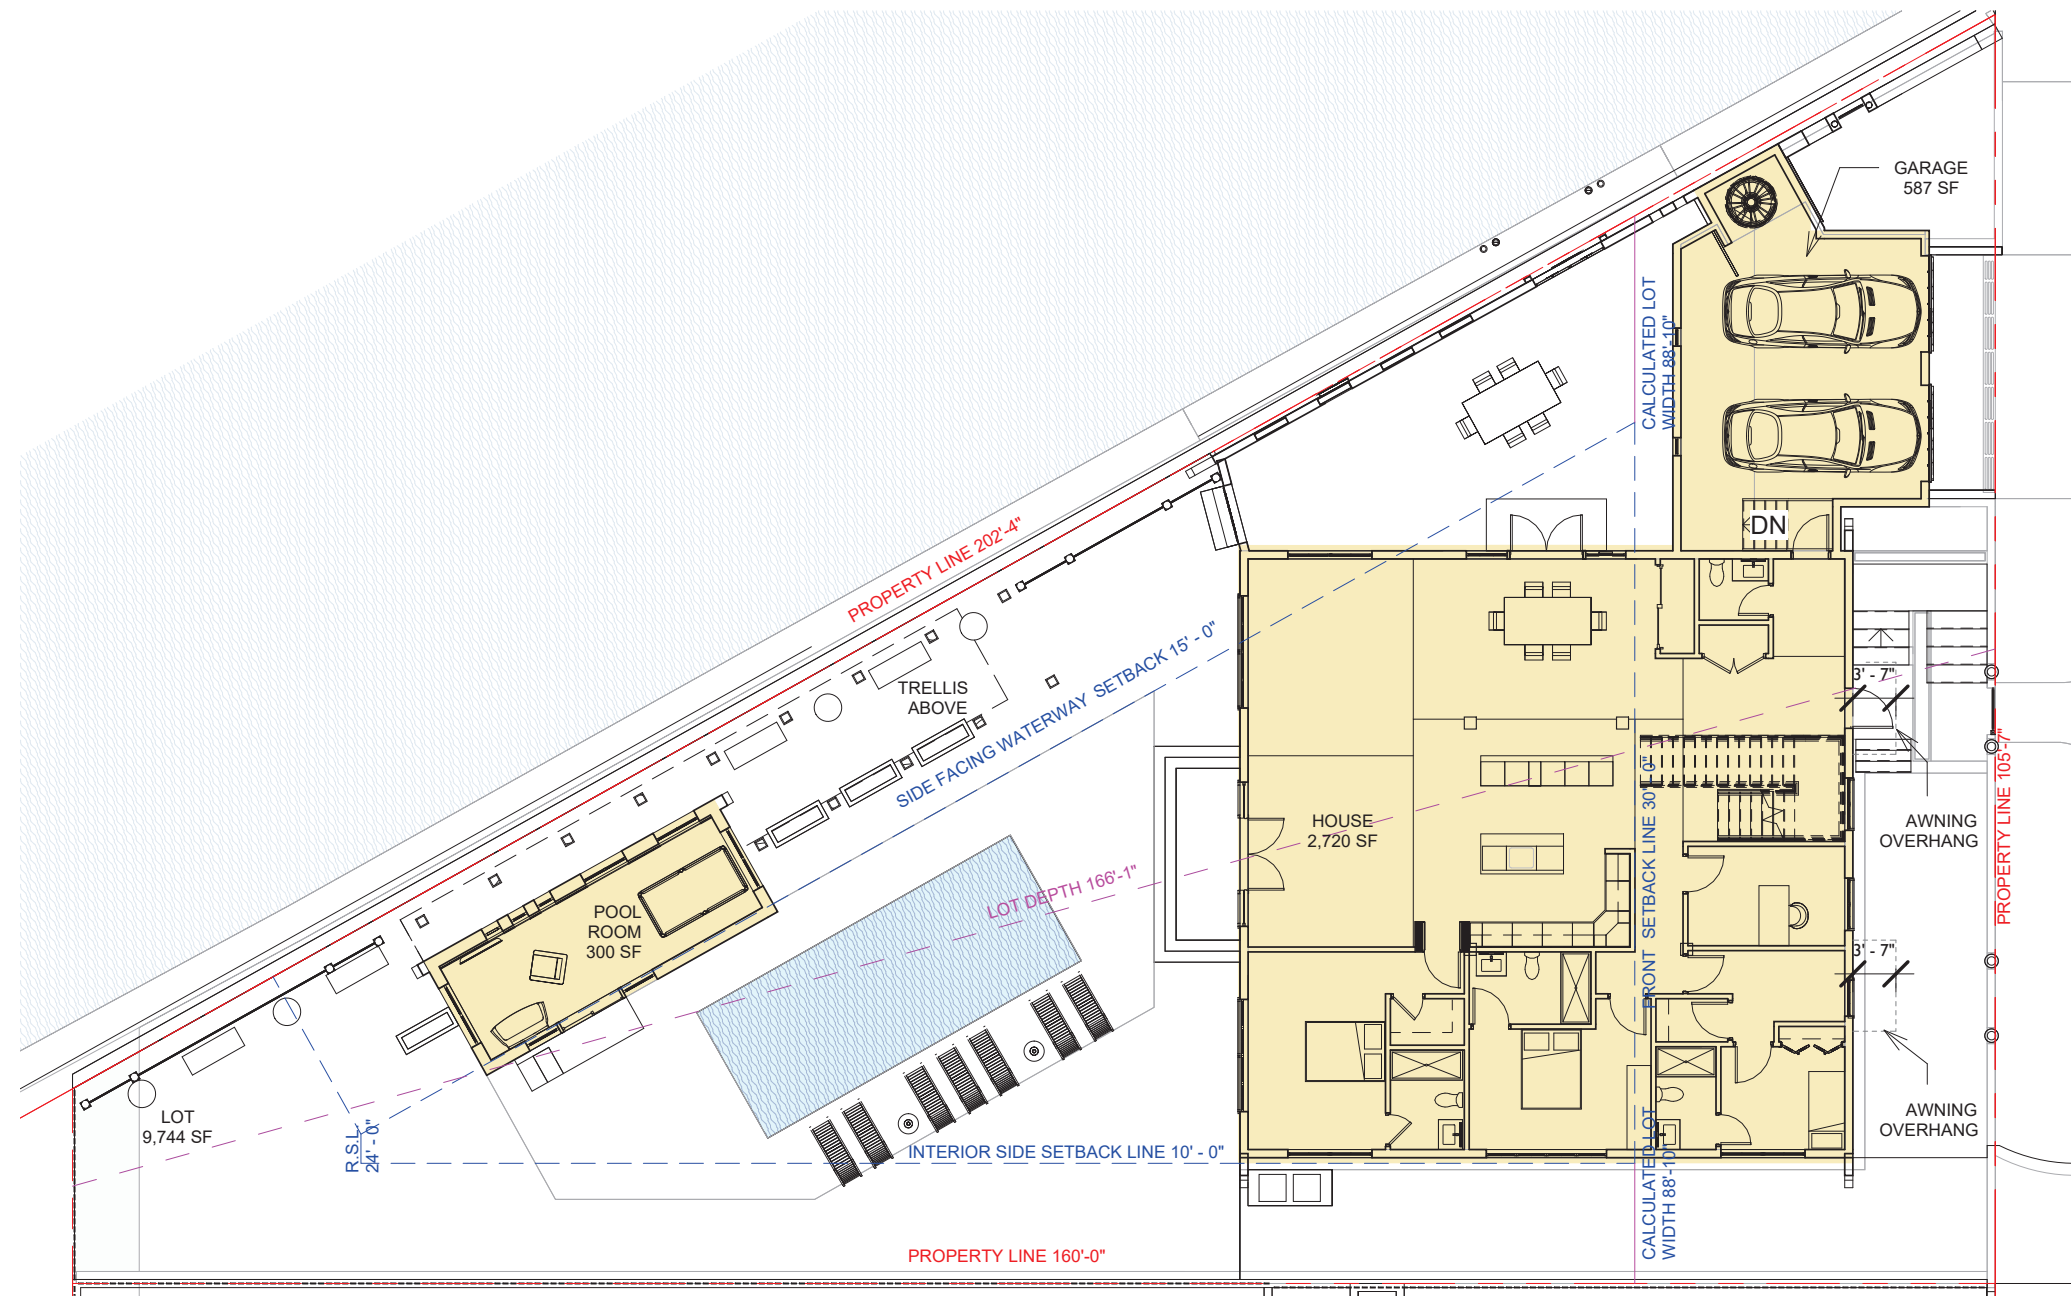 GARAGE
587 SF
CALCULATED LOT
WIDTH 88'-10"
DN
PROPERTY LINE 202'-4"
SIDE FACING WATERWAY SETBACK 15' - 0"
TRELLIS
ABOVE
3' - 7"
HOUSE
2,720 SF
AWNING
OVERHANG
PROPERTY LINE 105'-7"
FRONT SETBACK LINE 30'-0"
LOT DEPTH 166'-1"
POOL
ROOM
300 SF
3' - 7"
LOT
9,744 SF
R.S.L
24' - 0"
INTERIOR SIDE SETBACK LINE 10' - 0"
AWNING
OVERHANG
CALCULATED LOT
WIDTH 88'-10"
PROPERTY LINE 160'-0"